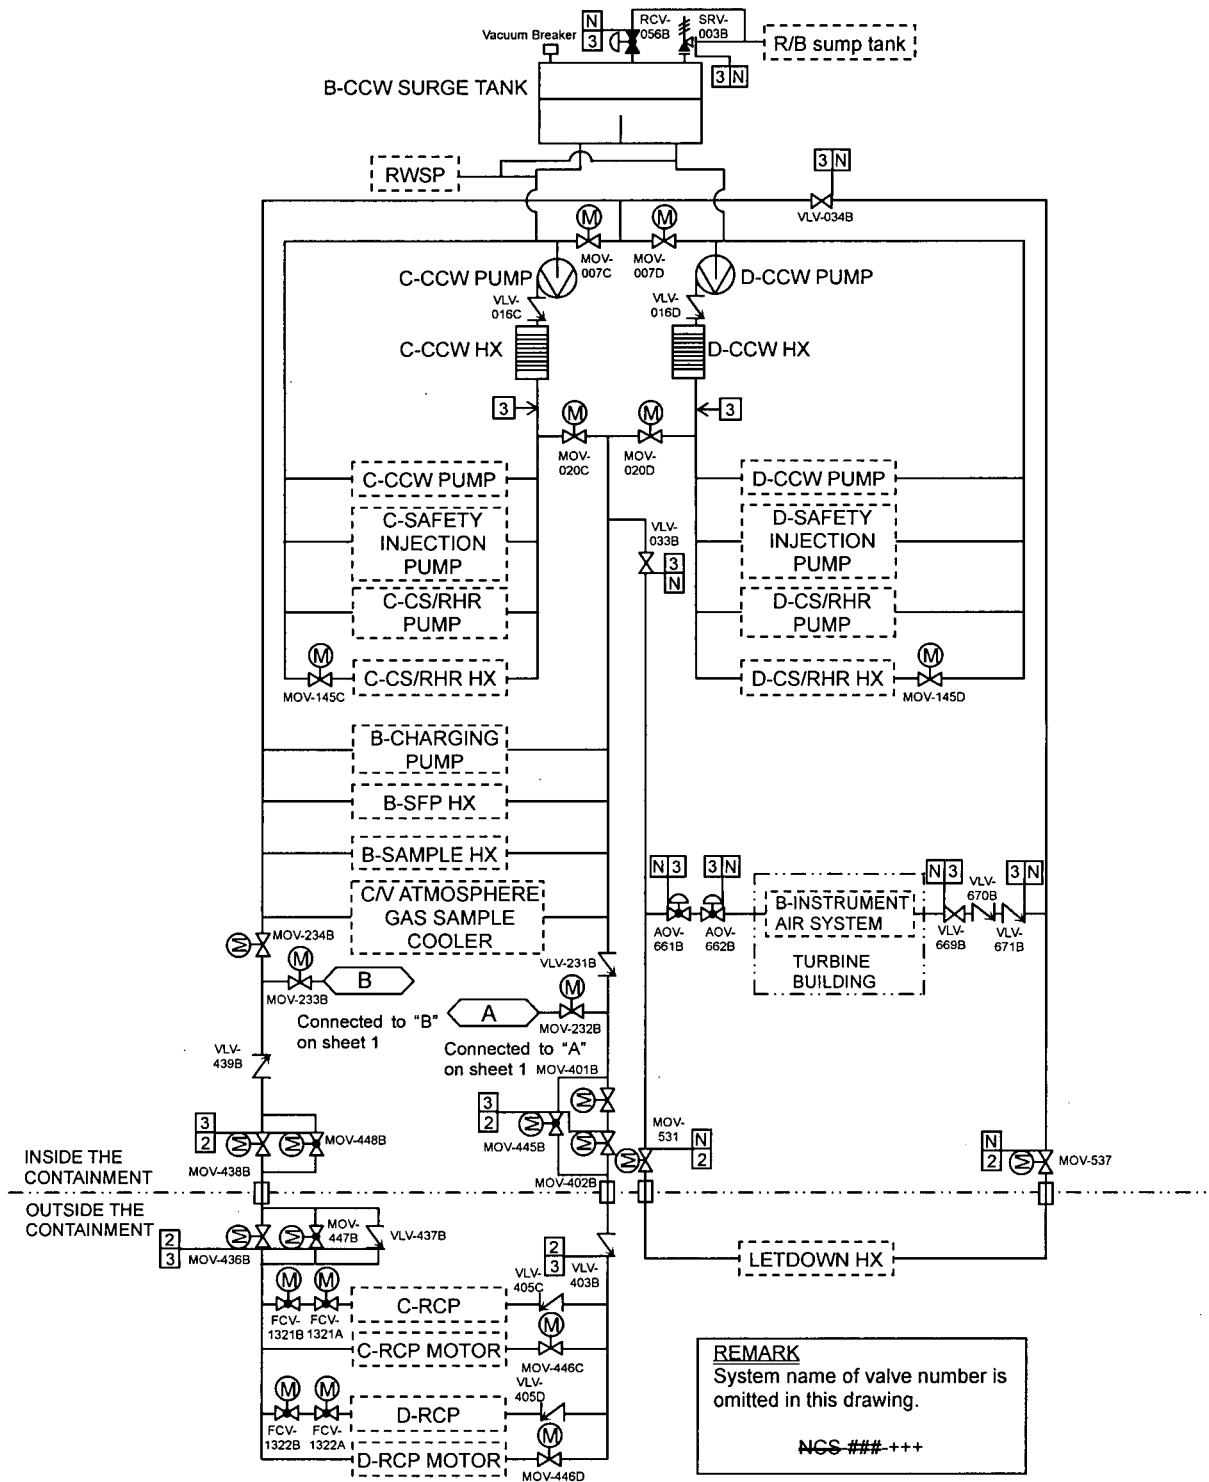 N
3
RCV-
056B
SRV-
003B
Vacuum Breaker
R/B sump tank
3 N
B-CCW SURGE TANK
RWSP
3 N
VLV-034B
M
M
MOV-
007C
MOV-
007D
C-CCW PUMP
D-CCW PUMP
VLV-
016C
VLV-
016D
C-CCW HX
D-CCW HX
3
M
M
3
MOV-
020C
MOV-
020D
C-CCW PUMP
D-CCW PUMP
C-SAFETY
INJECTION
PUMP
VLV-
033B
3
N
D-SAFETY
INJECTION
PUMP
C-CS/RHR
PUMP
D-CS/RHR
PUMP
M
M
C-CS/RHR HX
D-CS/RHR HX
MOV-145C
MOV-145D
B-CHARGING
PUMP
B-SFP HX
B-SAMPLE HX
C/V ATMOSPHERE
GAS SAMPLE
COOLER
N 3
3 N
N 3
VLV-
670B
3 N
B-INSTRUMENT
AIR SYSTEM
AOV-
661B
AOV-
662B
VLV-
669B
VLV-
671B
TURBINE
BUILDING
M
MOV-234B
M
VLV-231B
B
MOV-233B
M
A
MOV-232B
Connected to "B"
on sheet 1
Connected to "A"
on sheet 1
MOV-401B
VLV-
439B
3
2
M
M
M
3
2
M
M
MOV-448B
MOV-445B
MOV-
531
N
2
M
N
2
M
MOV-537
MOV-438B
MOV-402B
INSIDE THE
CONTAINMENT
OUTSIDE THE
CONTAINMENT
M
M
MOV-
447B
VLV-437B
2
3
MOV-436B
2
3
VLV-
403B
LETDOWN HX
M
M
VLV-
405C
C-RCP
FCV-
1321B
FCV-
1321A
M
C-RCP MOTOR
MOV-446C
M
M
VLV-
405D
D-RCP
FCV-
1322B
FCV-
1322A
M
D-RCP MOTOR
MOV-446D
REMARK
System name of valve number is
omitted in this drawing.
NCS-###-+++